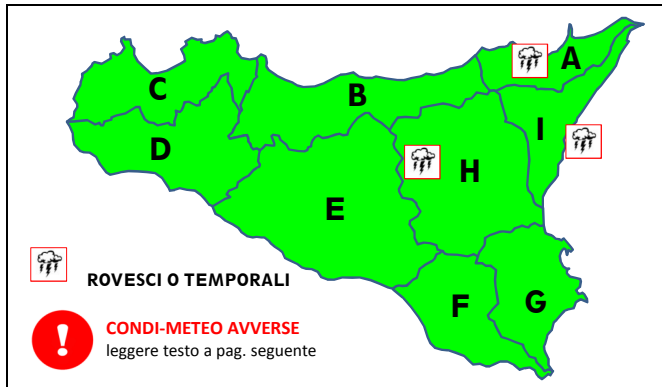 A
C
B
I
D
H
E
ROVESCI O TEMPORALI
F
G
CONDI-METEO AVVERSE
leggere testo a pag. seguente